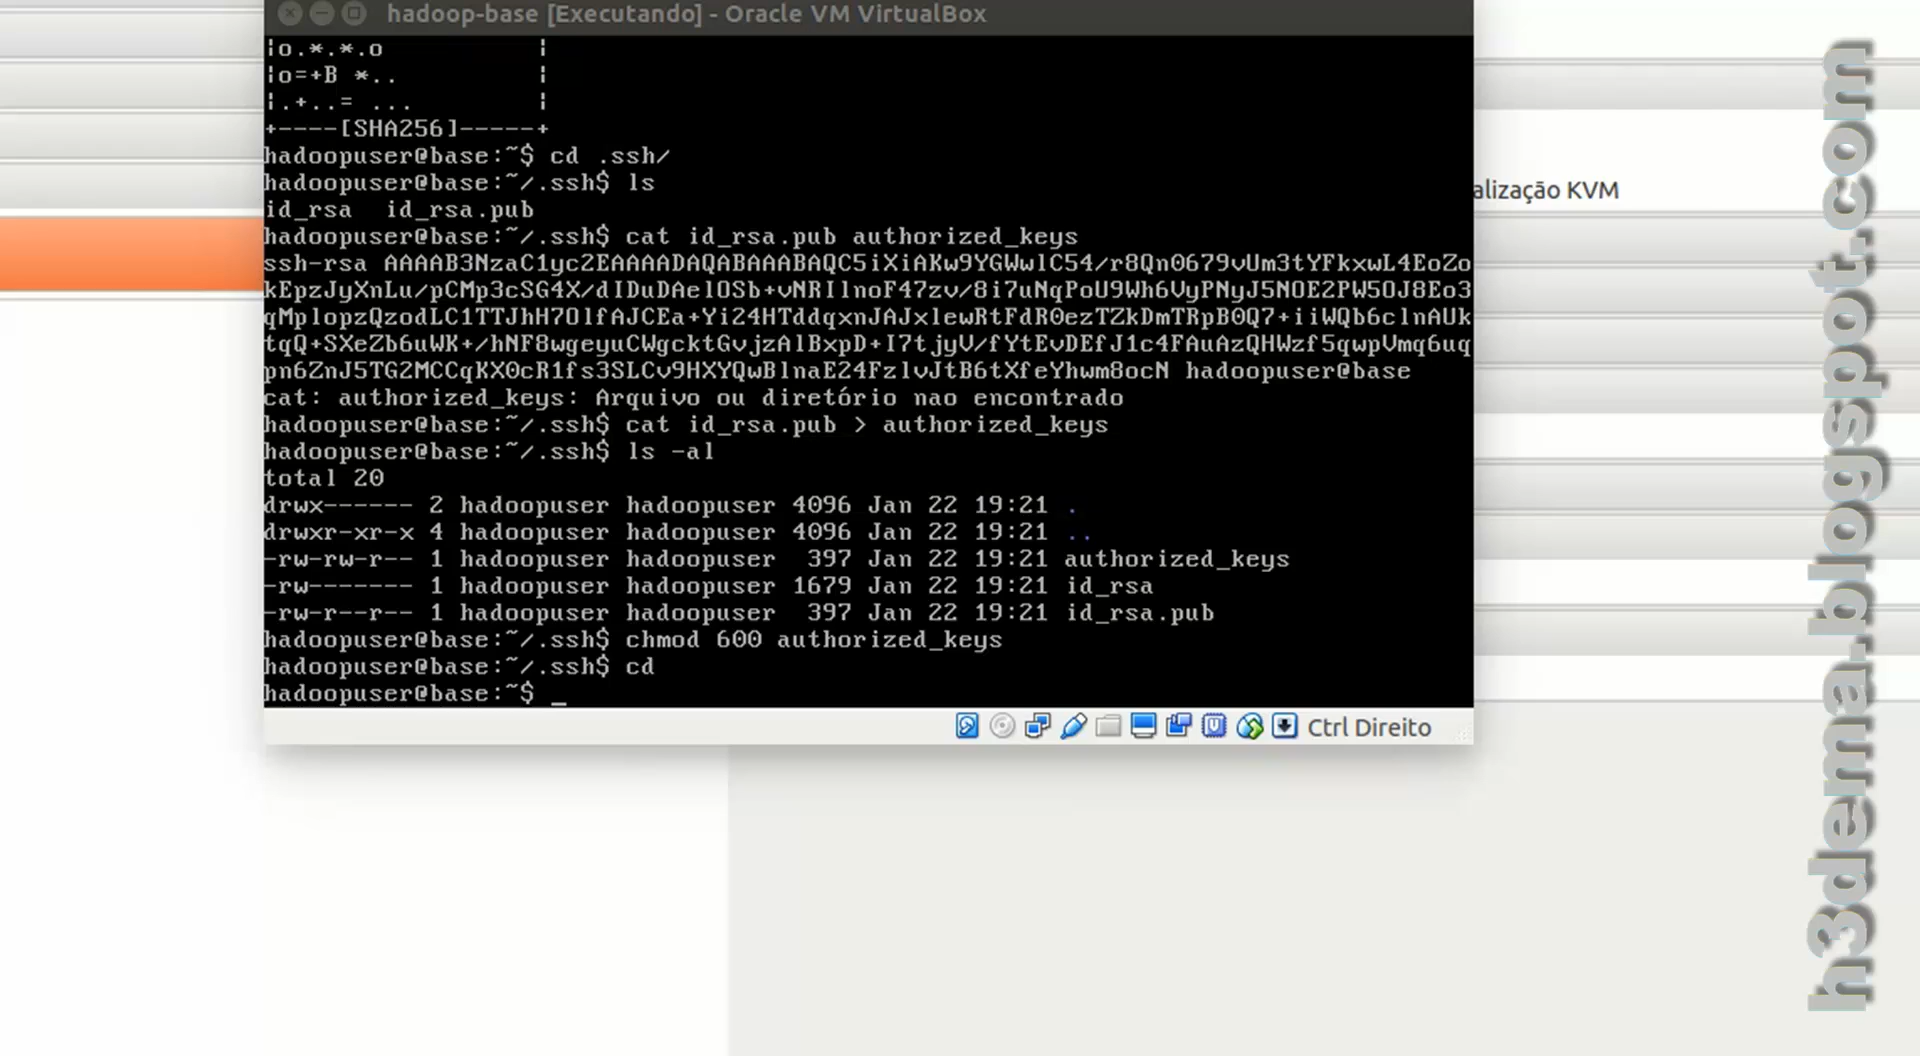 hadoop-base [Executando] - Oracle VM VirtualBox
|o.*.*.o |
|o=+B *.. |
|.+..= ... |
+----[SHA256]-----+
hadoopuser@base:~$ cd .ssh/
hadoopuser@base:~/.ssh$ ls
id_rsa id_rsa.pub
hadoopuser@base:~/.ssh$ cat id_rsa.pub authorized_keys
ssh-rsa AAAAB3NzaC1yc2EAAAADAQABAAABAQC5iXiAKw9YGWwlC54/r8Qn0679vUm3tYFkxwL4EoZo
kEpzJyXnLu/pCMp3cSG4X/dIDuDAelOSb+vNRIlnoF47zv/8i7uNqPoU9Wh6VyPNyJ5NOE2PW5OJ8Eo3
qMplopzQzodLC1TTJhH7OlfAJCEa+Yi24HTddqxnJAJxlewRtFdR0ezTZkDmTRpB0Q7+iiWQb6clnAUk
tqQ+SXeZb6uWK+/hNF8wgeyuCWgcktGvjzAlBxpD+I7tjyV/fYtEvDEfJ1c4FAuAzQHWzf5qwpVmq6uq
pn6ZnJ5TG2MCCqKX0cR1fs3SLCv9HXYQwBlnaE24FzlvJtB6tXfeYhwm8ocN hadoopuser@base
cat: authorized_keys: Arquivo ou diretório nao encontrado
hadoopuser@base:~/.ssh$ cat id_rsa.pub > authorized_keys
hadoopuser@base:~/.ssh$ ls -al
total 20
drwx------ 2 hadoopuser hadoopuser 4096 Jan 22 19:21 .
drwxr-xr-x 4 hadoopuser hadoopuser 4096 Jan 22 19:21 ..
-rw-rw-r-- 1 hadoopuser hadoopuser 397 Jan 22 19:21 authorized_keys
-rw------- 1 hadoopuser hadoopuser 1679 Jan 22 19:21 id_rsa
-rw-r--r-- 1 hadoopuser hadoopuser 397 Jan 22 19:21 id_rsa.pub
hadoopuser@base:~/.ssh$ chmod 600 authorized_keys
hadoopuser@base:~/.ssh$ cd
hadoopuser@base:~$ _
Ctrl Direito
alização KVM
h3dema.blogspot.com